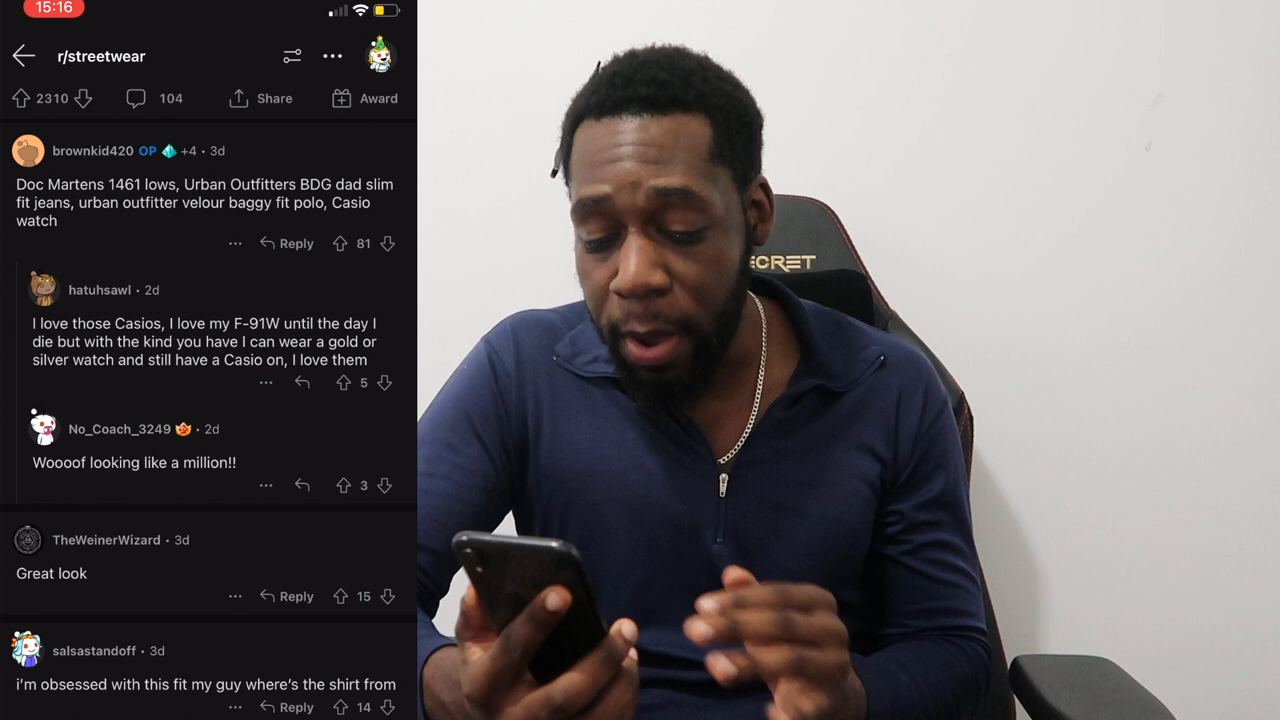 15:16
r/streetwear
2310 104 Share Award
brownkid420 OP +4 • 3d
Doc Martens 1461 lows, Urban Outfitters BDG dad slim
fit jeans, urban outfitter velour baggy fit polo, Casio
watch
Reply 81
hatuhsawl • 2d
I love those Casios, I love my F-91W until the day I
die but with the kind you have I can wear a gold or
silver watch and still have a Casio on, I love them
5
No_Coach_3249 • 2d
Woooof looking like a million!!
3
TheWeinerWizard • 3d
Great look
Reply 15
salsastandoff • 3d
i'm obsessed with this fit my guy where's the shirt from
Reply 14
ECRET